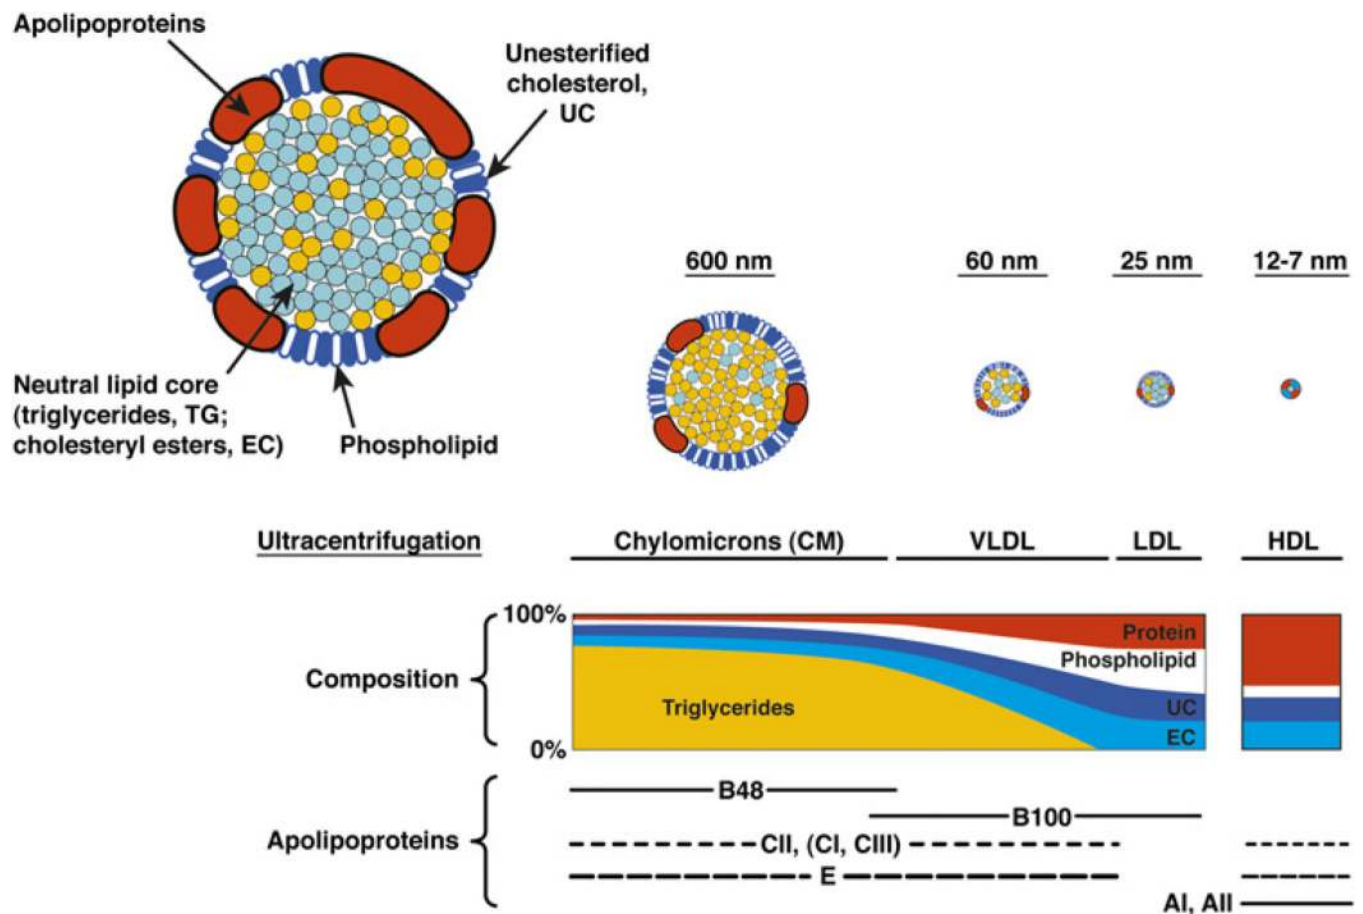 Apolipoproteins
Unesterified
cholesterol,
UC
Neutral lipid core
(triglycerides, TG;
cholesteryl esters, EC)
Phospholipid
600 nm
60 nm
25 nm
12-7 nm
Ultracentrifugation
Chylomicrons (CM)
VLDL
LDL
HDL
Composition
100%
0%
Protein
Phospholipid
Triglycerides
UC
EC
Apolipoproteins
B48
B100
CII, (CI, CIII)
E
AI, AII